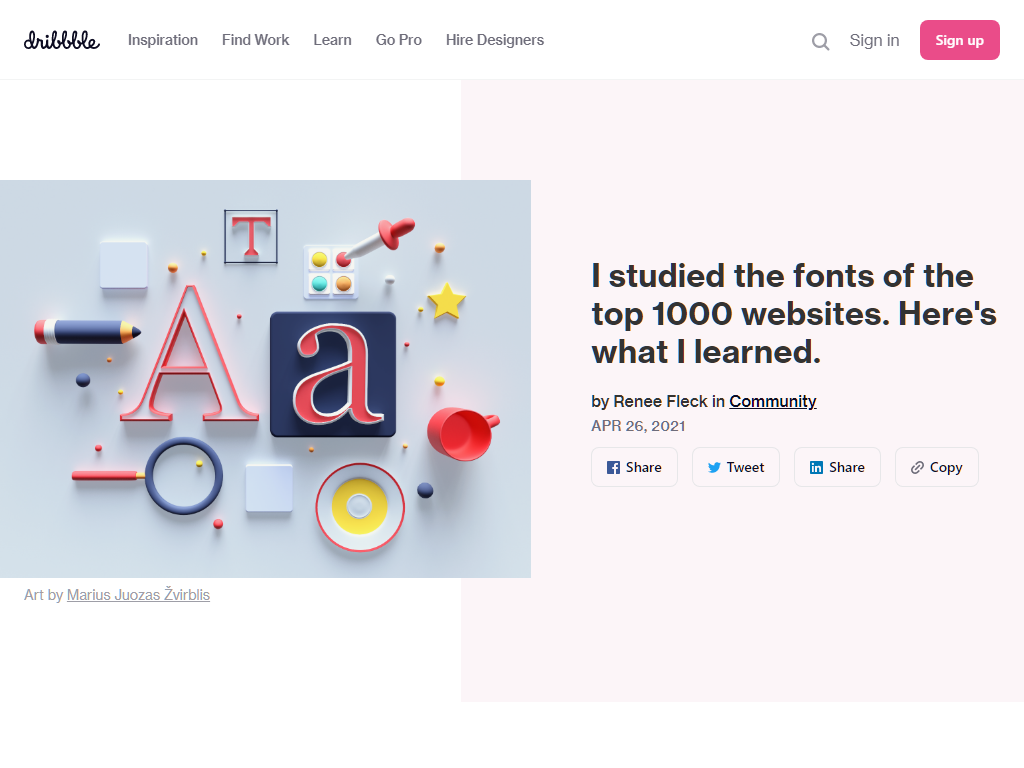 dribbble
Inspiration
Find Work
Learn
Go Pro
Hire Designers
Sign in
Sign up
T
A
a
Art by Marius Juozas Žvirblis
I studied the fonts of the
top 1000 websites. Here's
what I learned.
by Renee Fleck in Community
APR 26, 2021
Share
Tweet
Share
Copy